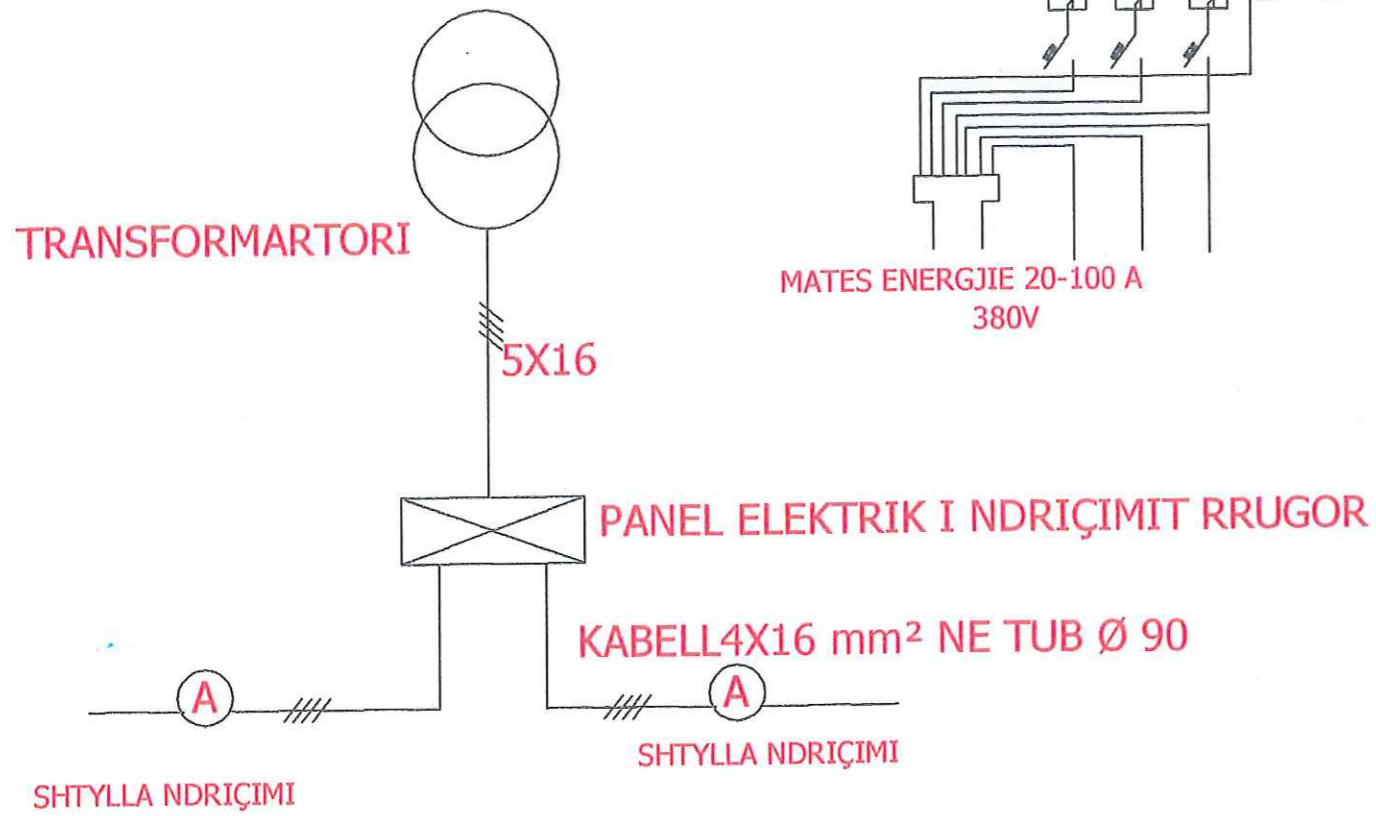 TRANSFORMARTORI
MATES ENERGJIE 20-100 A
380V
5X16
PANEL ELEKTRIK I NDRIÇIMIT RRUGOR
KABELL4X16 mm² NE TUB Ø 90
A
A
SHTYLLA NDRIÇIMI
SHTYLLA NDRIÇIMI